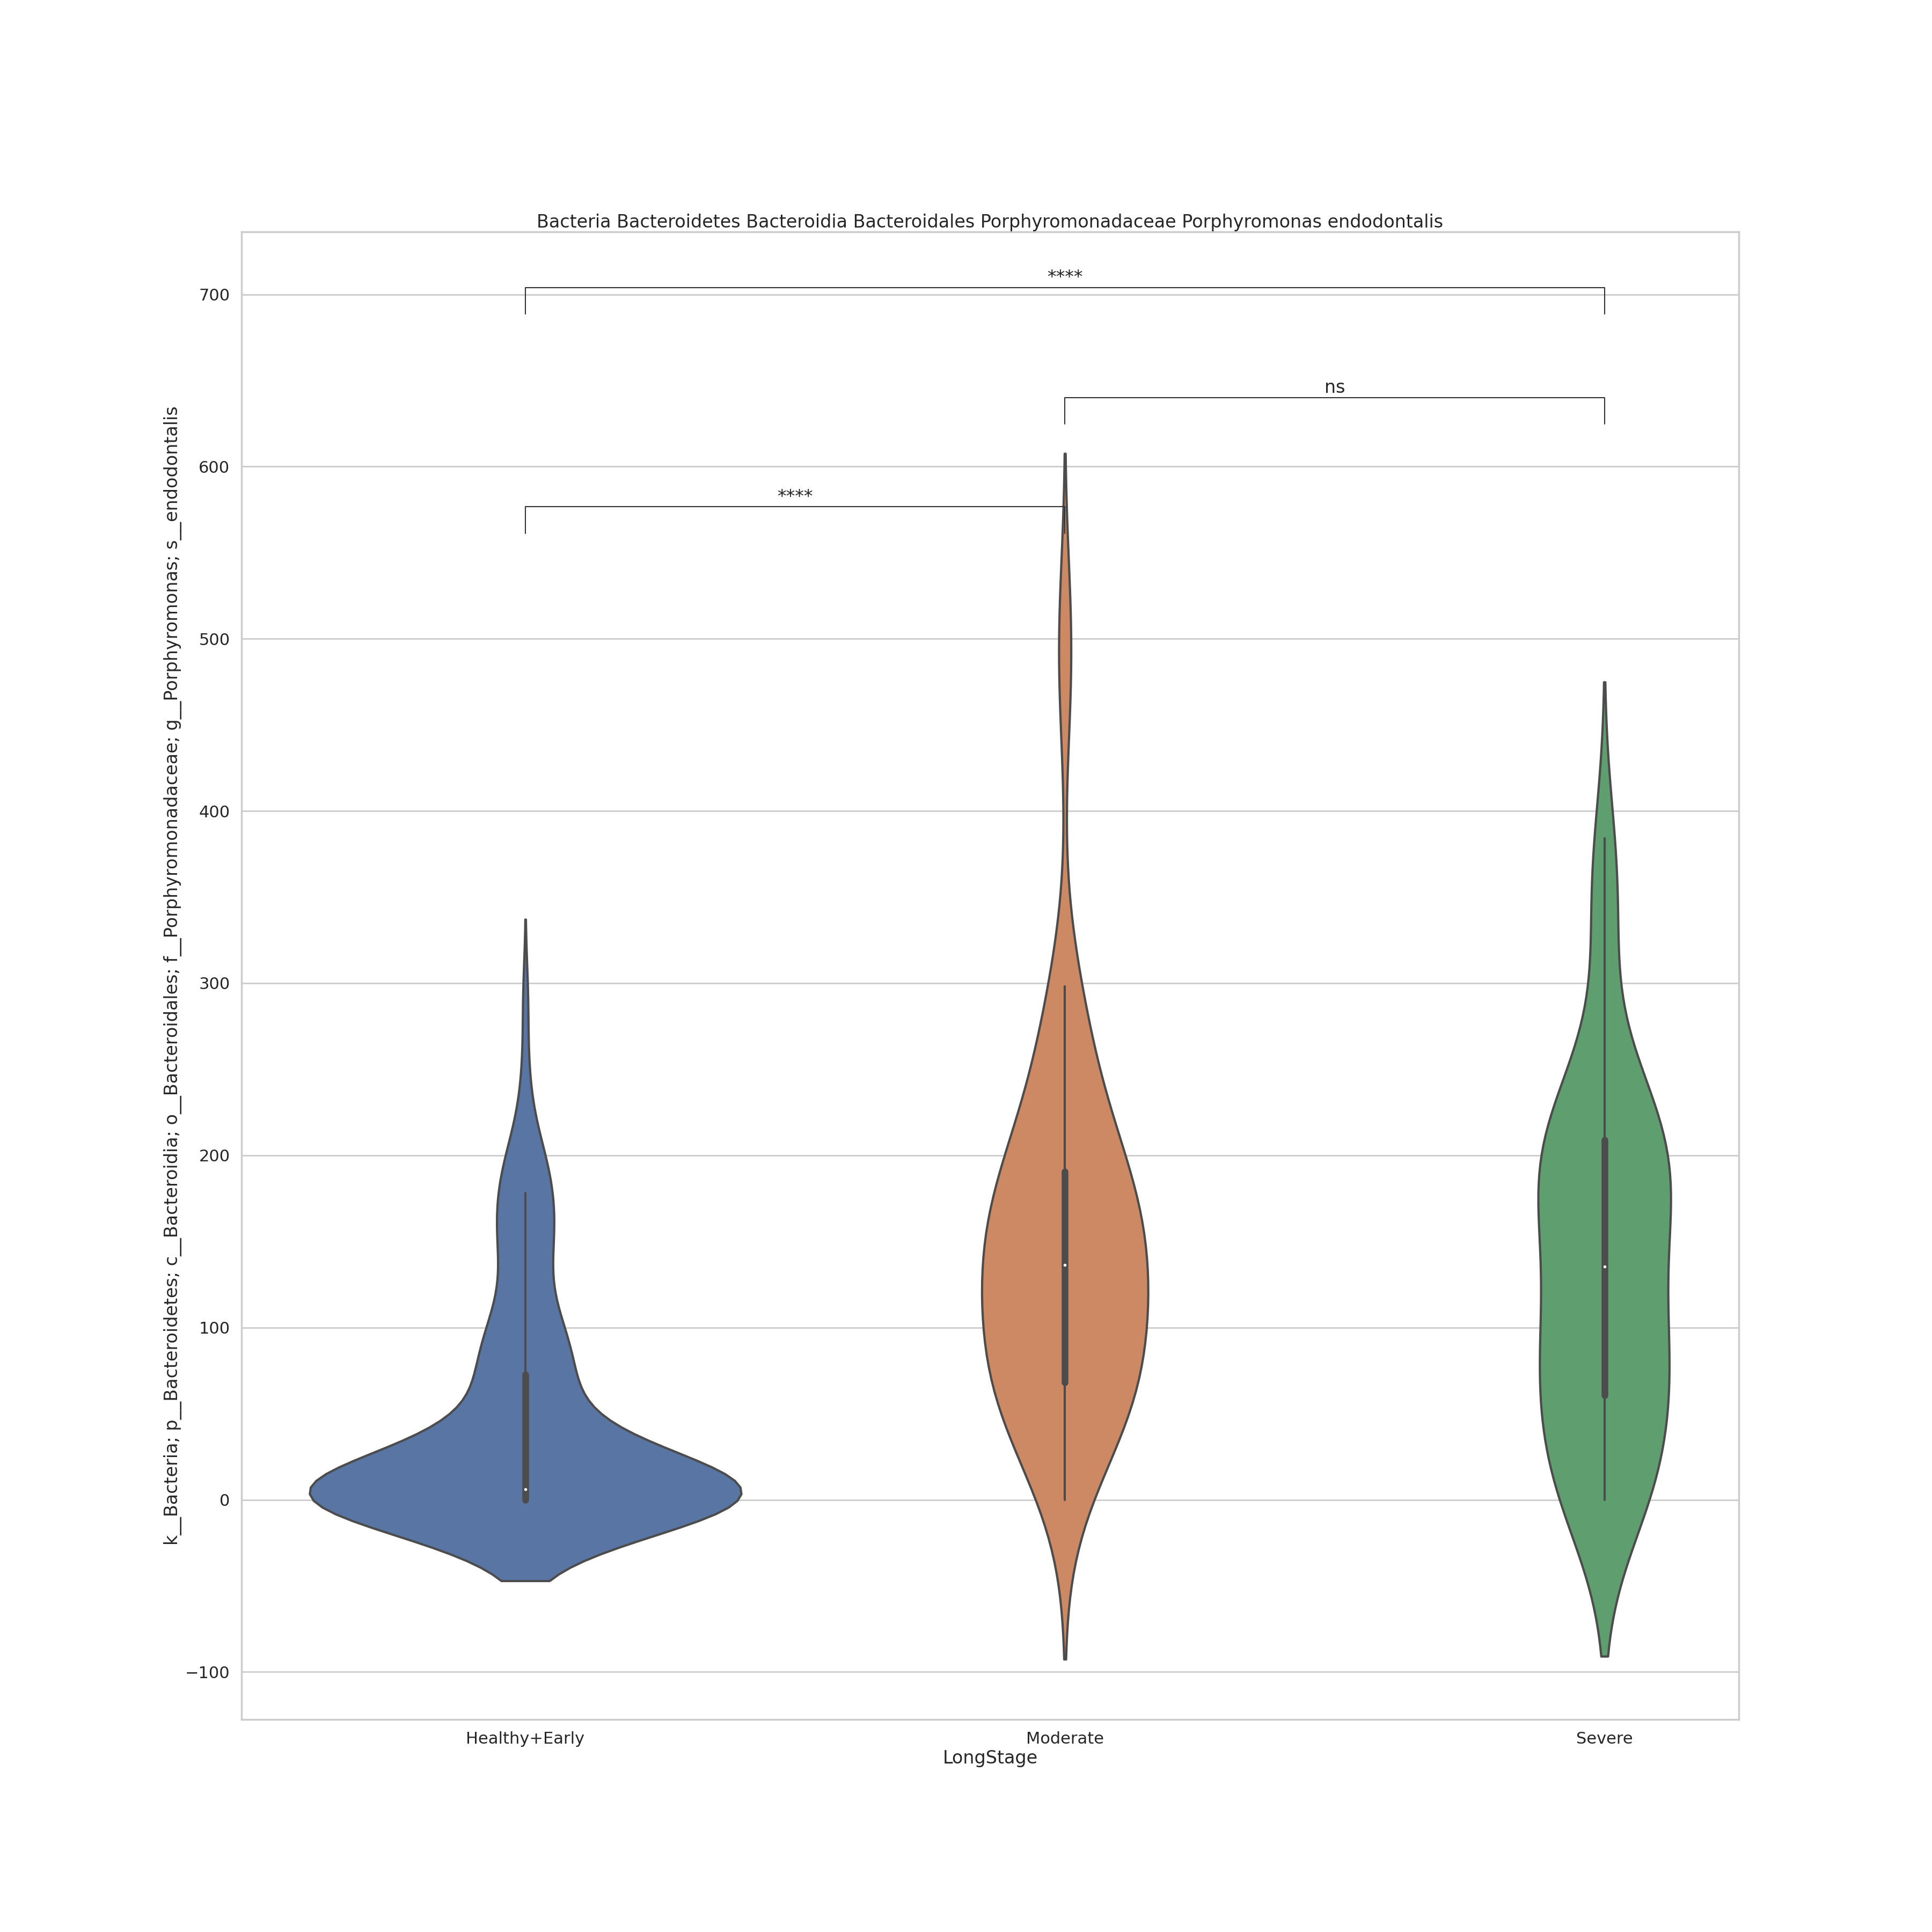 Bacteria Bacteroidetes Bacteroidia Bacteroidales Porphyromonadaceae Porphyromonas endodontalis
k__Bacteria; p__Bacteroidetes; c__Bacteroidia; o__Bacteroidales; f__Porphyromonadaceae; g__Porphyromonas; s__endodontalis
700
600
500
400
300
200
100
0
−100
****
ns
****
Healthy+Early
Moderate
Severe
LongStage